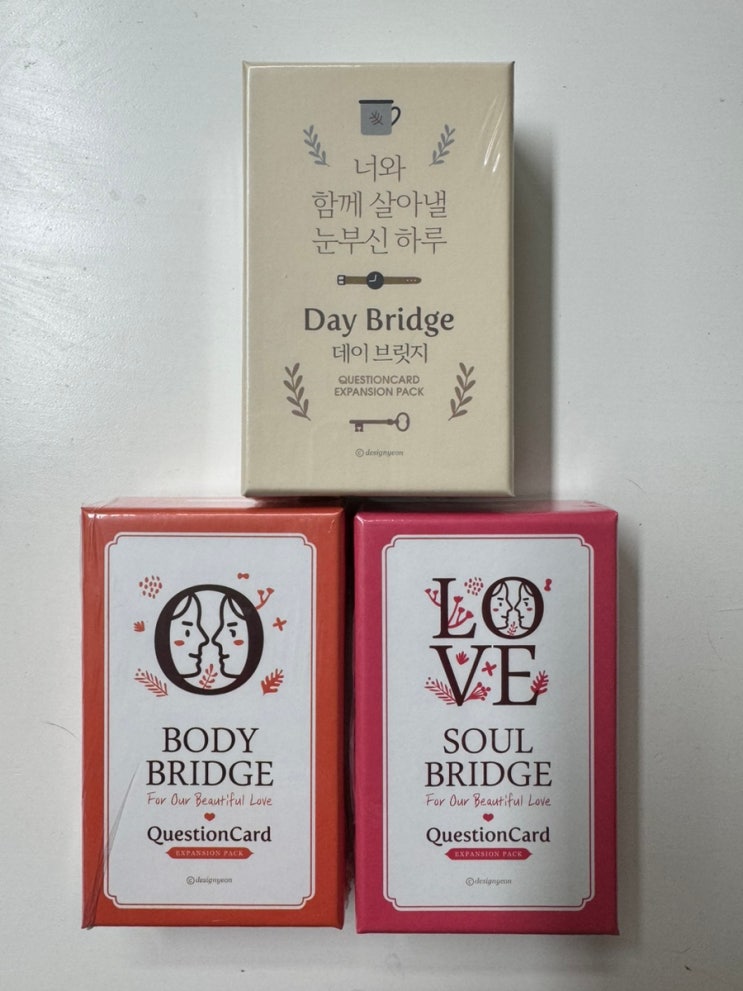 너와
함께 살아낼
눈부신 하루
Day Bridge
데이 브릿지
QUESTIONCARD
EXPANSION PACK
ⓒ designyeon
BODY
BRIDGE
For Our Beautiful Love
QuestionCard
EXPANSION PACK
ⓒ designyeon
LO
VE
SOUL
BRIDGE
For Our Beautiful Love
QuestionCard
EXPANSION PACK
ⓒ designyeon